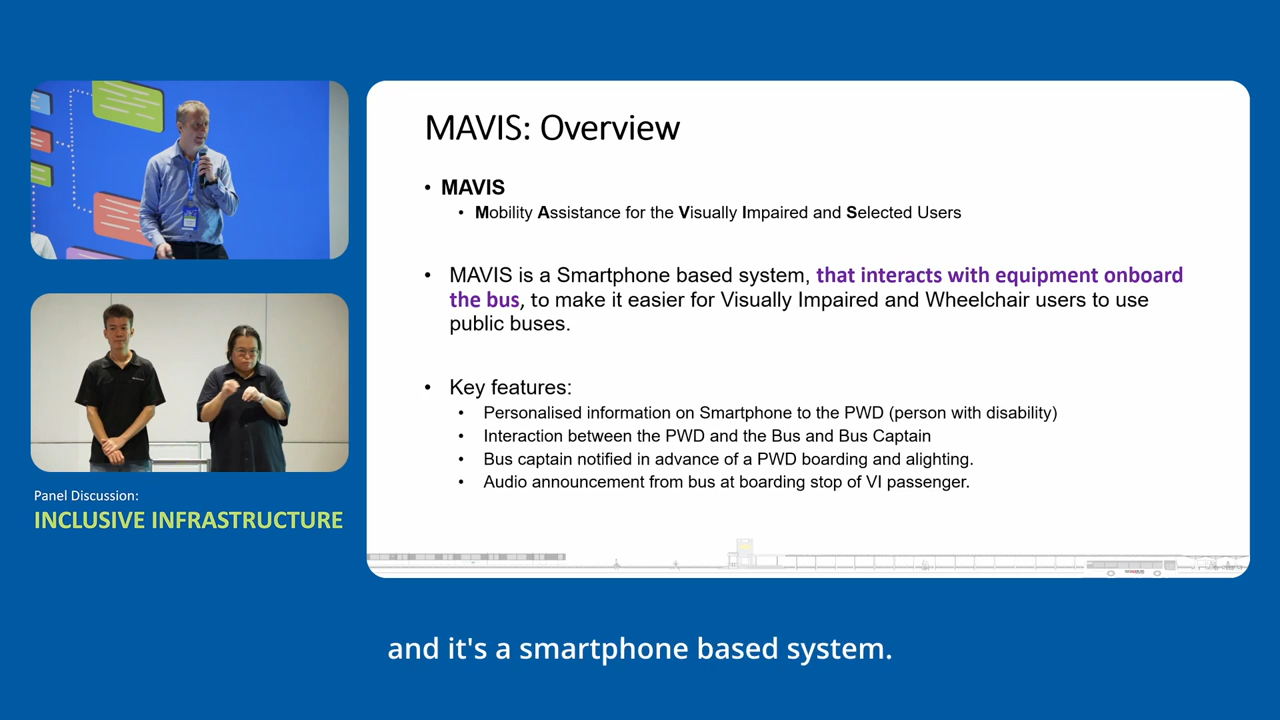 MAVIS: Overview
• MAVIS
• Mobility Assistance for the Visually Impaired and Selected Users
• MAVIS is a Smartphone based system, that interacts with equipment onboard
the bus, to make it easier for Visually Impaired and Wheelchair users to use
public buses.
• Key features:
• Personalised information on Smartphone to the PWD (person with disability)
• Interaction between the PWD and the Bus and Bus Captain
• Bus captain notified in advance of a PWD boarding and alighting.
• Audio announcement from bus at boarding stop of VI passenger.
Panel Discussion:
INCLUSIVE INFRASTRUCTURE
and it's a smartphone based system.